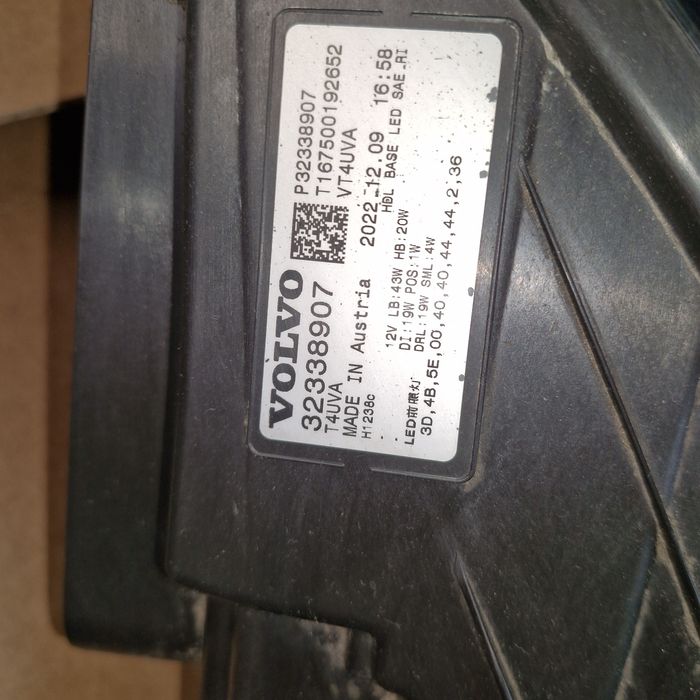 VOLVO
P32338907
T1675001​92652
VT4UVA
32338907
T4UVA
MADE IN Austria
2022.12.09 16:58
H1238c
HDL BASE LED SAE RI
12V LB:43W HB:20W
DI:19W POS:1W
DRL:19W SML:4W
LED前照灯
3D,4B,5E,00,40,40,44,44,2,36